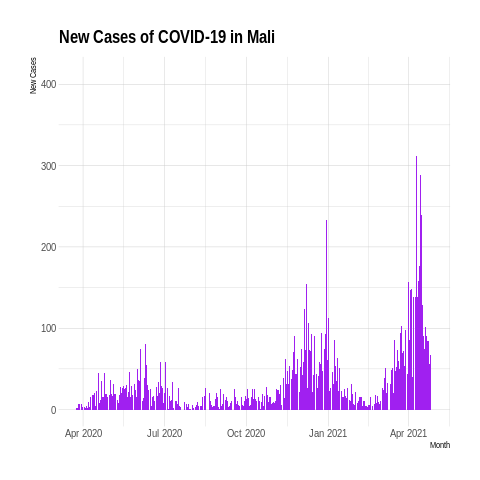 New Cases of COVID-19 in Mali
New Cases
400
300
200
100
0
Apr 2020
Jul 2020
Oct 2020
Jan 2021
Apr 2021
Month